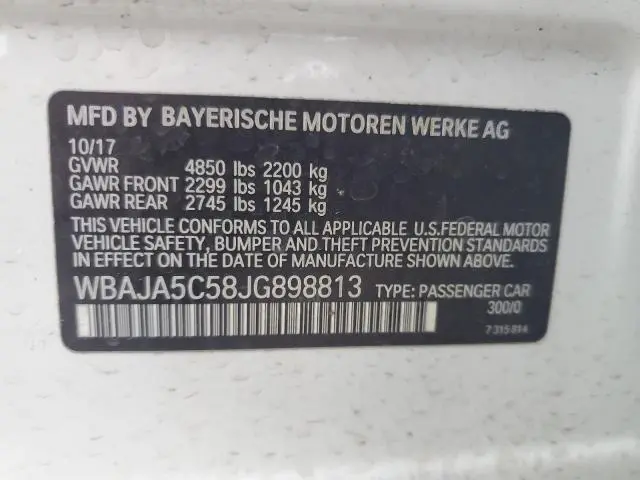 MFD BY BAYERISCHE MOTOREN WERKE AG
10/17
GVWR 4850 lbs 2200 kg
GAWR FRONT 2299 lbs 1043 kg
GAWR REAR 2745 lbs 1245 kg
THIS VEHICLE CONFORMS TO ALL APPLICABLE U.S.FEDERAL MOTOR
VEHICLE SAFETY, BUMPER AND THEFT PREVENTION STANDARDS
IN EFFECT ON THE DATE OF MANUFACTURE SHOWN ABOVE.
WBAJA5C58JG898813 TYPE: PASSENGER CAR
300/0
7 315 814